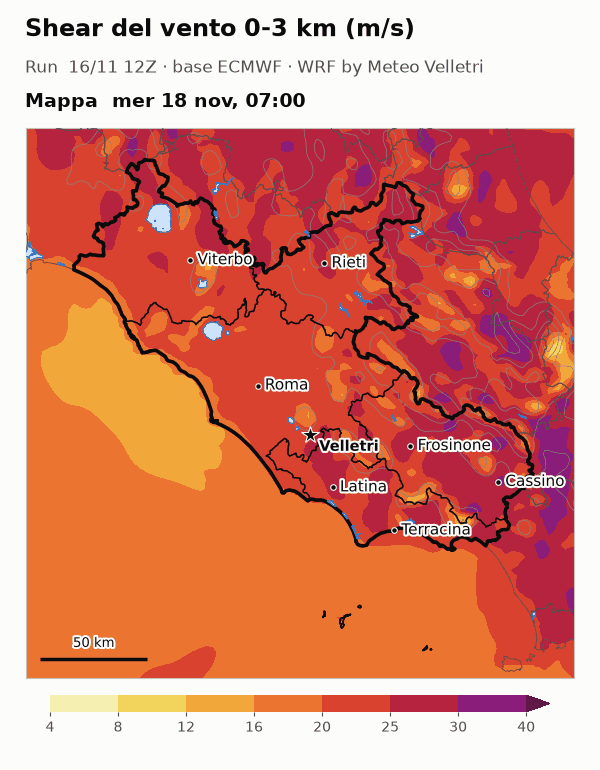 Shear del vento 0-3 km (m/s)
Run  16/11 12Z · base ECMWF · WRF by Meteo Velletri
Mappa  mer 18 nov, 07:00
Viterbo
Rieti
Roma
Velletri
Frosinone
Cassino
Latina
Terracina
50 km
4 8 12 16 20 25 30 40